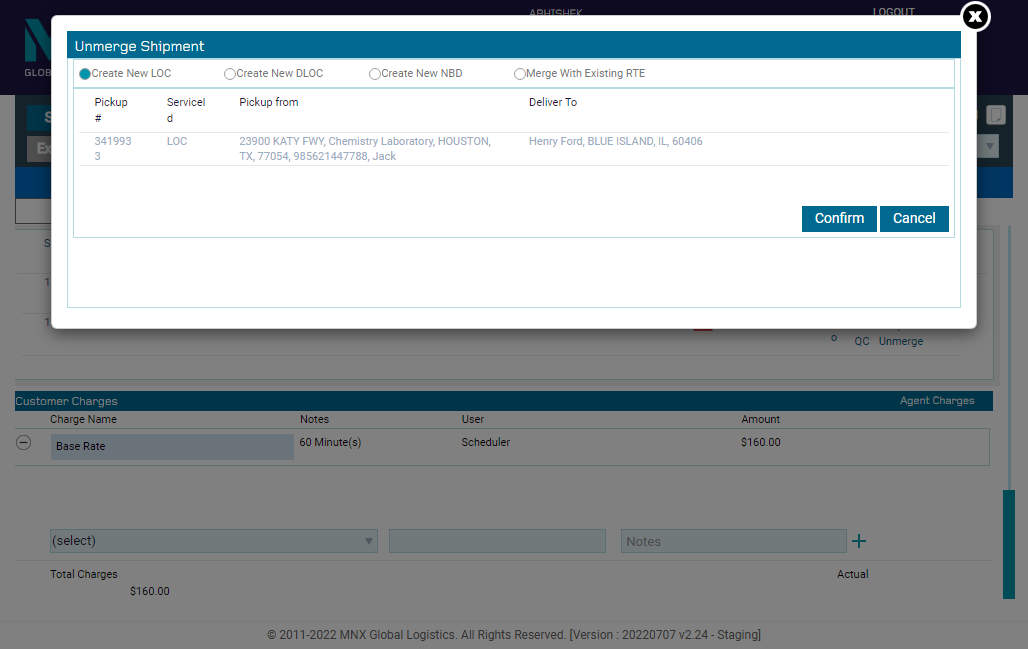 ABHISHEK
LOGOUT
GLOB
Unmerge Shipment
Create New LOC Create New DLOC Create New NBD Merge With Existing RTE
Pickup # ServiceId Pickup from Deliver To
3419933 LOC 23900 KATY FWY, Chemistry Laboratory, HOUSTON, Henry Ford, BLUE ISLAND, IL, 60406
TX, 77054, 985621447788, Jack
Confirm Cancel
QC Unmerge
Customer Charges Agent Charges
Charge Name Notes User Amount
Base Rate 60 Minute(s) Scheduler $160.00
(select) Notes
Total Charges Actual
$160.00
© 2011-2022 MNX Global Logistics. All Rights Reserved. [Version : 20220707 v2.24 - Staging]